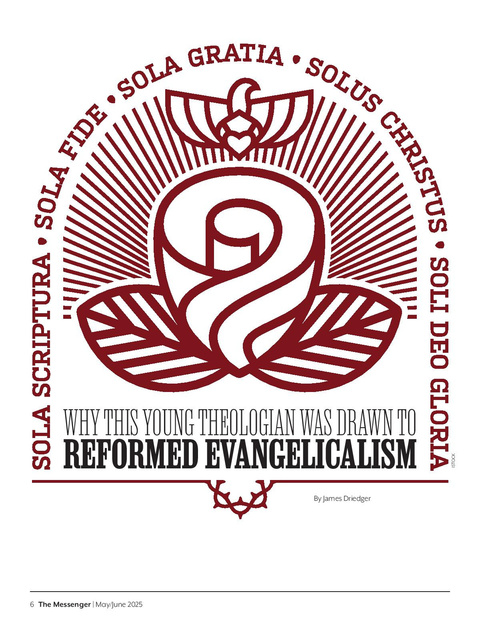 SOLA SCRIPTURA • SOLA FIDE • SOLA GRATIA • SOLUS CHRISTUS • SOLI DEO GLORIA
WHY THIS YOUNG THEOLOGIAN WAS DRAWN TO
REFORMED EVANGELICALISM
ISTOCK
By James Driedger
6 The Messenger | May/June 2025